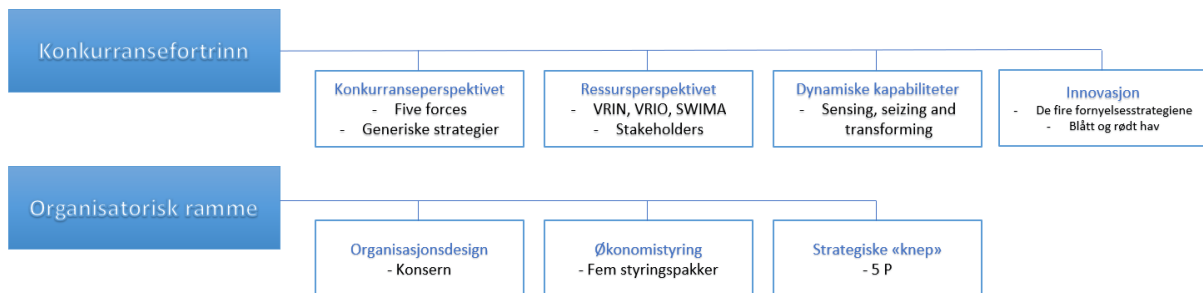 Konkurransefortrinn
Konkurranseperspektivet
- Five forces
- Generiske strategier
Ressursperspektivet
- VRIN, VRIO, SWIMA
- Stakeholders
Dynamiske kapabiliteter
- Sensing, seizing and
transforming
Innovasjon
- De fire fornyelsesstrategiene
- Blått og rødt hav
Organisatorisk ramme
Organisasjonsdesign
- Konsern
Økonomistyring
- Fem styringspakker
Strategiske «knep»
- 5 P